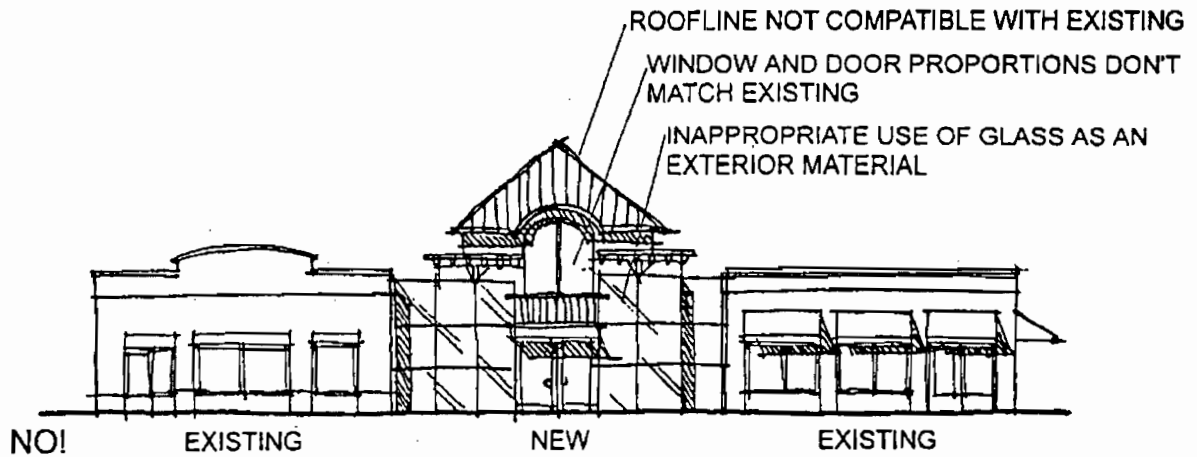 ROOFLINE NOT COMPATIBLE WITH EXISTING
WINDOW AND DOOR PROPORTIONS DON'T
MATCH EXISTING
INAPPROPRIATE USE OF GLASS AS AN
EXTERIOR MATERIAL
NO! EXISTING NEW EXISTING